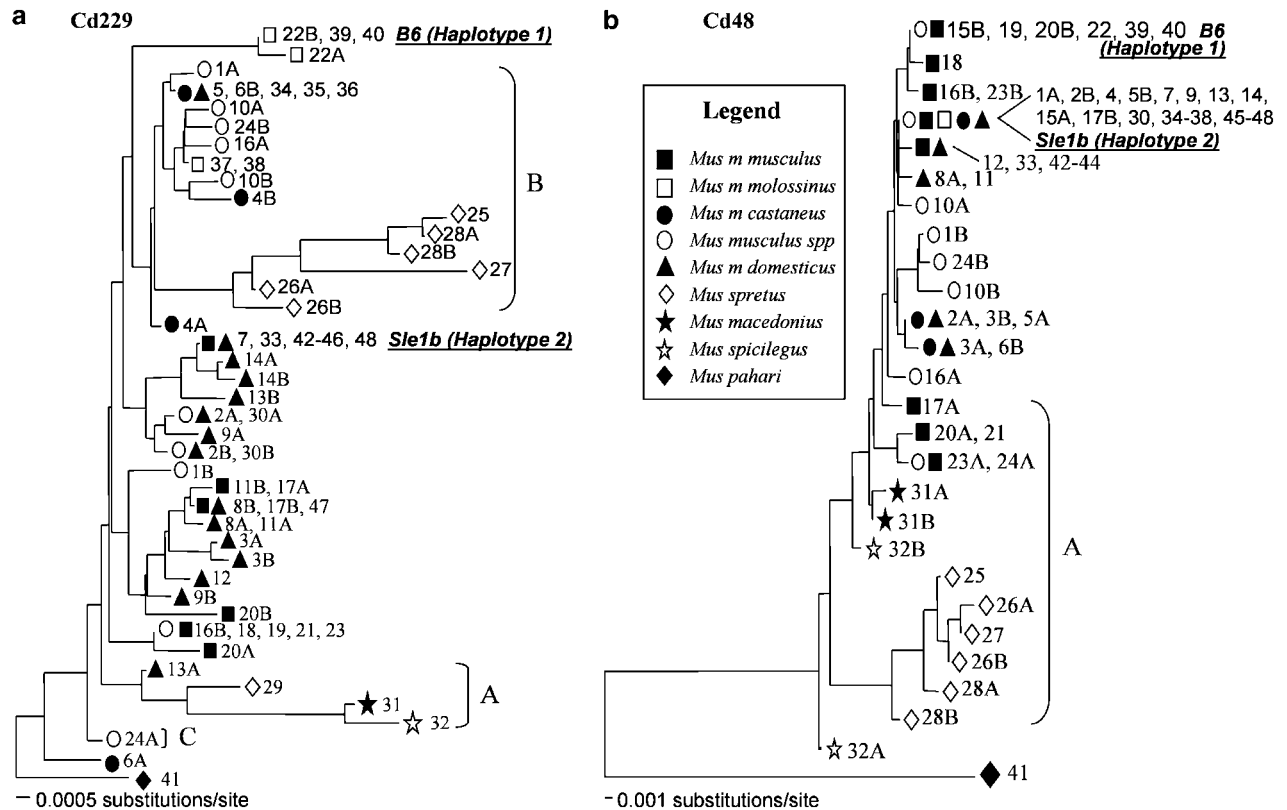 a
Cd229
22B, 39, 40 B6 (Haplotype 1)
22A
1A
5, 6B, 34, 35, 36
10A
24B
16A
37, 38
10B
4B
B
25
28A
28B
27
26A
26B
4A
7, 33, 42-46, 48 Sle1b (Haplotype 2)
14A
14B
13B
2A, 30A
9A
2B, 30B
1B
11B, 17A
8B, 17B, 47
8A, 11A
3A
3B
12
9B
20B
16B, 18, 19, 21, 23
20A
13A
29
31
32
A
24A
C
6A
41
0.0005 substitutions/site
b
Cd48
Legend
Mus m musculus
Mus m molossinus
Mus m castaneus
Mus musculus spp
Mus m domesticus
Mus spretus
Mus macedonius
Mus spicilegus
Mus pahari
15B, 19, 20B, 22, 39, 40 B6
(Haplotype 1)
18
16B, 23B
1A, 2B, 4, 5B, 7, 9, 13, 14,
15A, 17B, 30, 34-38, 45-48
Sle1b (Haplotype 2)
12, 33, 42-44
8A, 11
10A
1B
24B
10B
2A, 3B, 5A
3A, 6B
16A
17A
20A, 21
23A, 24A
31A
31B
32B
A
25
26A
27
26B
28A
28B
32A
41
0.001 substitutions/site